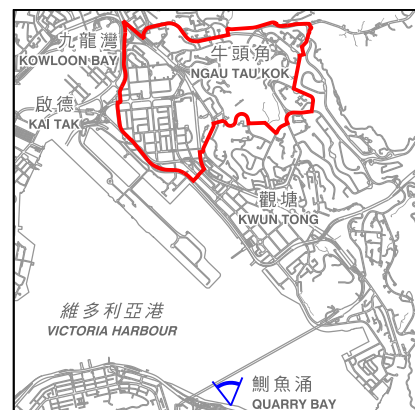 九龍灣
KOWLOON BAY
牛頭角
NGAU TAU KOK
啟德
KAI TAK
觀塘
KWUN TONG
維多利亞港
VICTORIA HARBOUR
鰂魚涌
QUARRY BAY